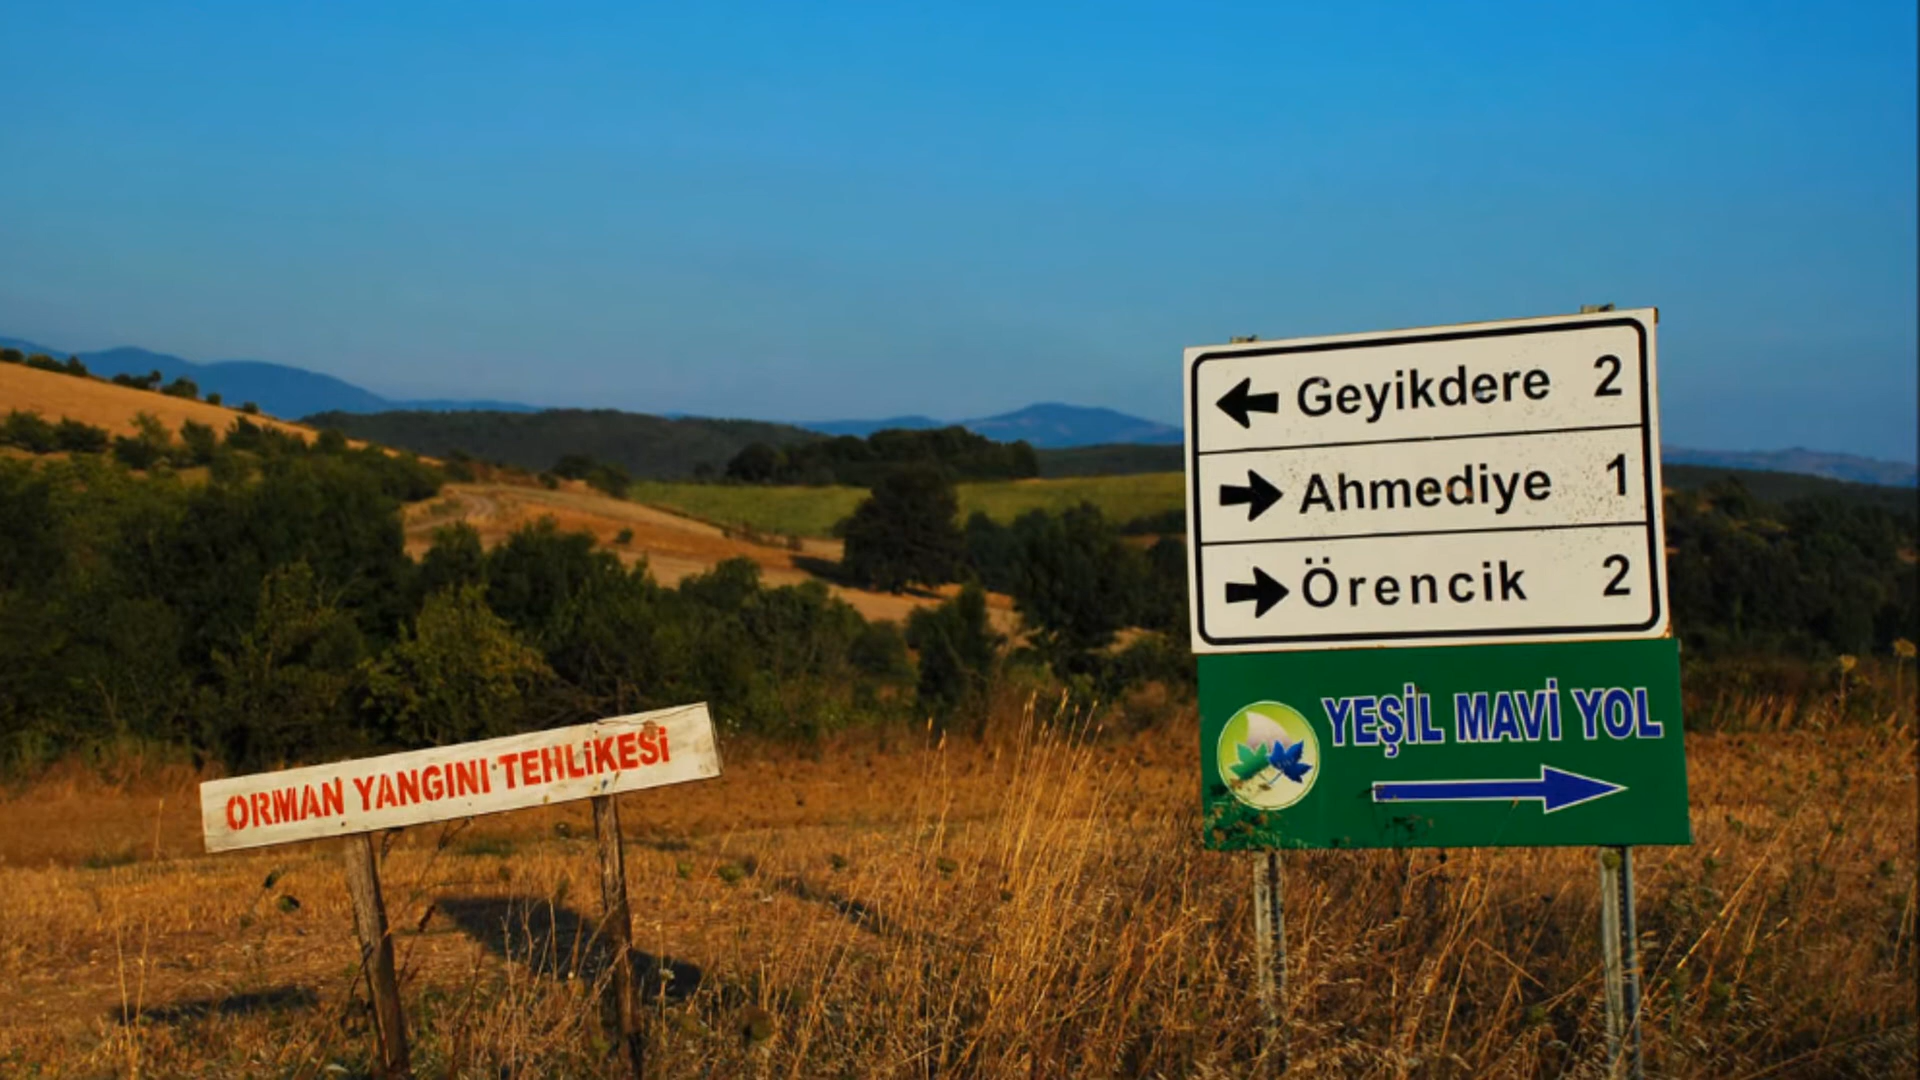 Geyikdere 2
Ahmediye 1
Örencik 2
YEŞİL MAVİ YOL
ORMAN YANGINI TEHLİKESİ